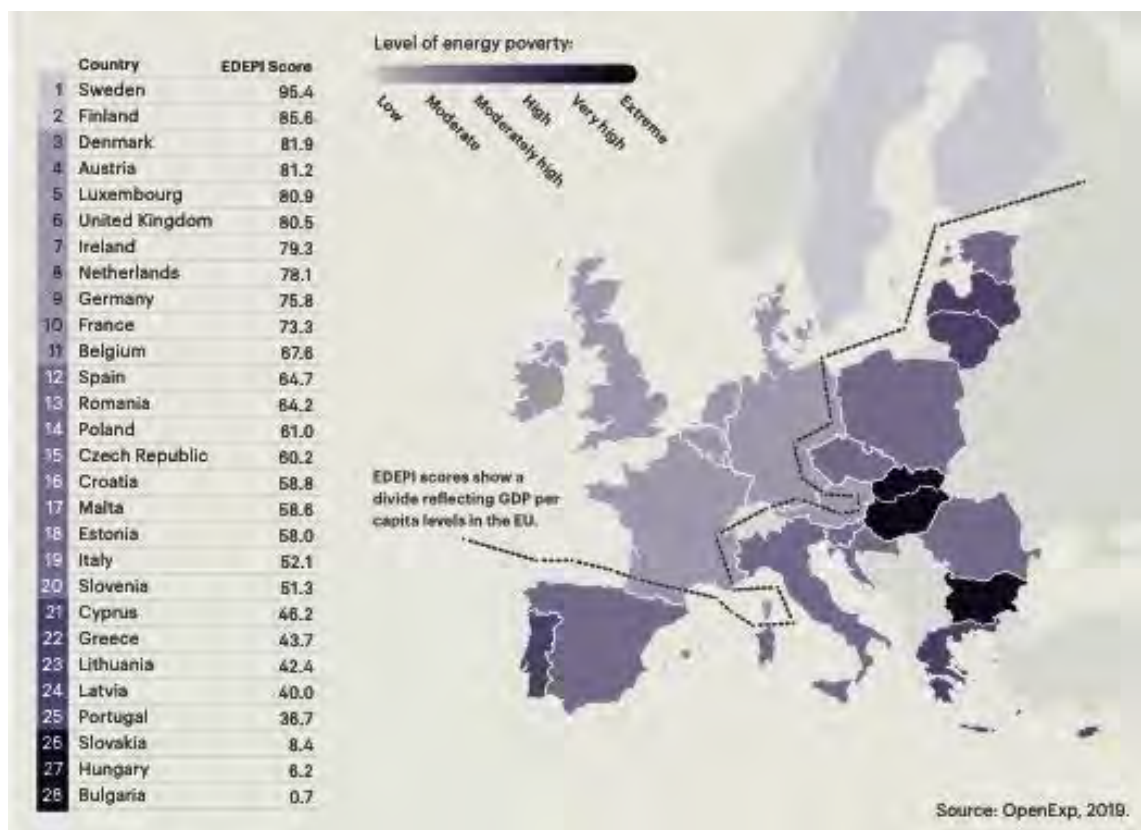 Country EDEPI Score
1 Sweden 95.4
2 Finland 85.6
3 Denmark 81.9
4 Austria 81.2
5 Luxembourg 80.9
6 United Kingdom 80.5
7 Ireland 79.3
8 Netherlands 78.1
9 Germany 75.8
10 France 73.3
11 Belgium 67.6
12 Spain 64.7
13 Romania 64.2
14 Poland 61.0
15 Czech Republic 60.2
16 Croatia 58.8
17 Malta 58.6
18 Estonia 58.0
19 Italy 52.1
20 Slovenia 51.3
21 Cyprus 46.2
22 Greece 43.7
23 Lithuania 42.4
24 Latvia 40.0
25 Portugal 36.7
26 Slovakia 8.4
27 Hungary 6.2
28 Bulgaria 0.7
Level of energy poverty:
Low
Moderate
Moderately high
High
Very high
Extreme
EDEPI scores show a
divide reflecting GDP per
capita levels in the EU.
Source: OpenExp, 2019.